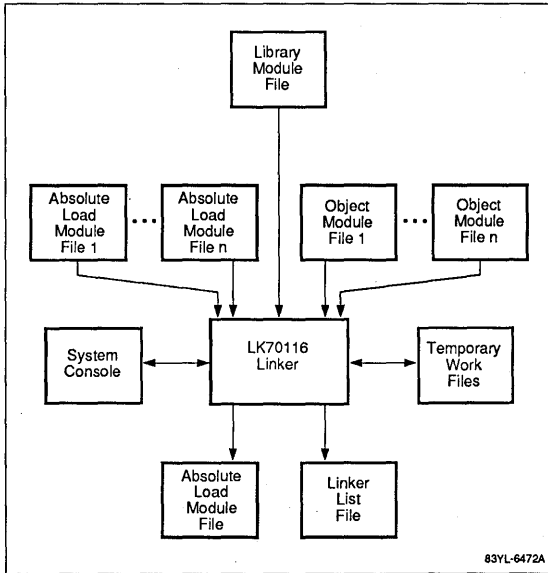 Library
Module
File
Absolute
Load
Module
File 1
Absolute
Load
Module
File n
Object
Module
File 1
Object
Module
File n
System
Console
LK70116
Linker
Temporary
Work
Files
Absolute
Load
Module
File
Linker
List
File
83YL-6472A